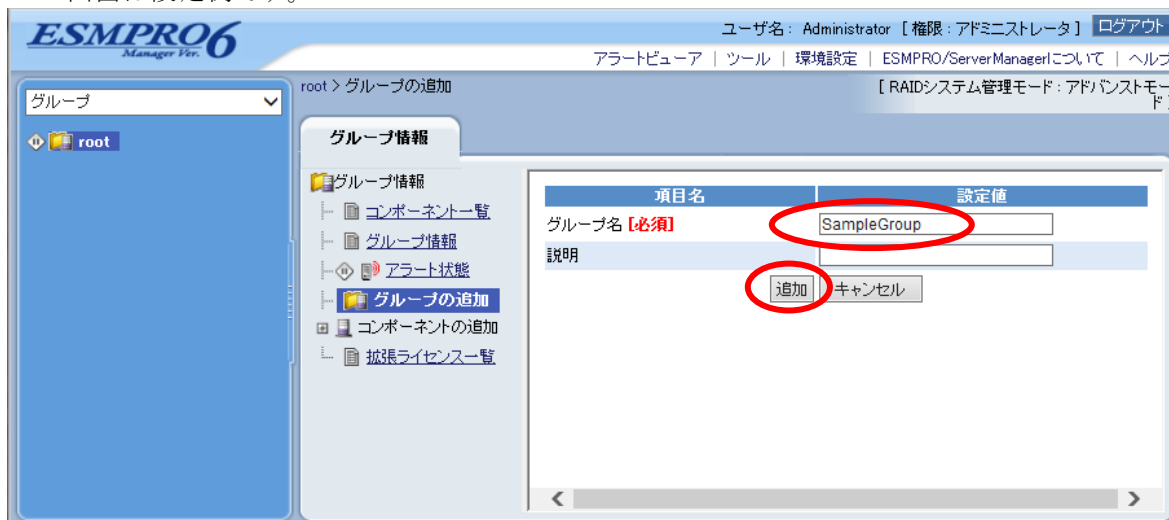 ESMPRO6
Manager Ver.
ユーザ名： Administrator [ 権限：アドミニストレータ ] ログアウト
アラートビューア | ツール | 環境設定 | ESMPRO/ServerManagerについて |
グループ
root
root > グループの追加
[ RAIDシステム管理モード：アドバンストモード
グループ情報
グループ情報
コンポーネント一覧
グループ情報
アラート状態
グループの追加
コンポーネントの追加
拡張ライセンス一覧
項目名 設定値
グループ名 [必須] SampleGroup
説明
追加 キャンセル